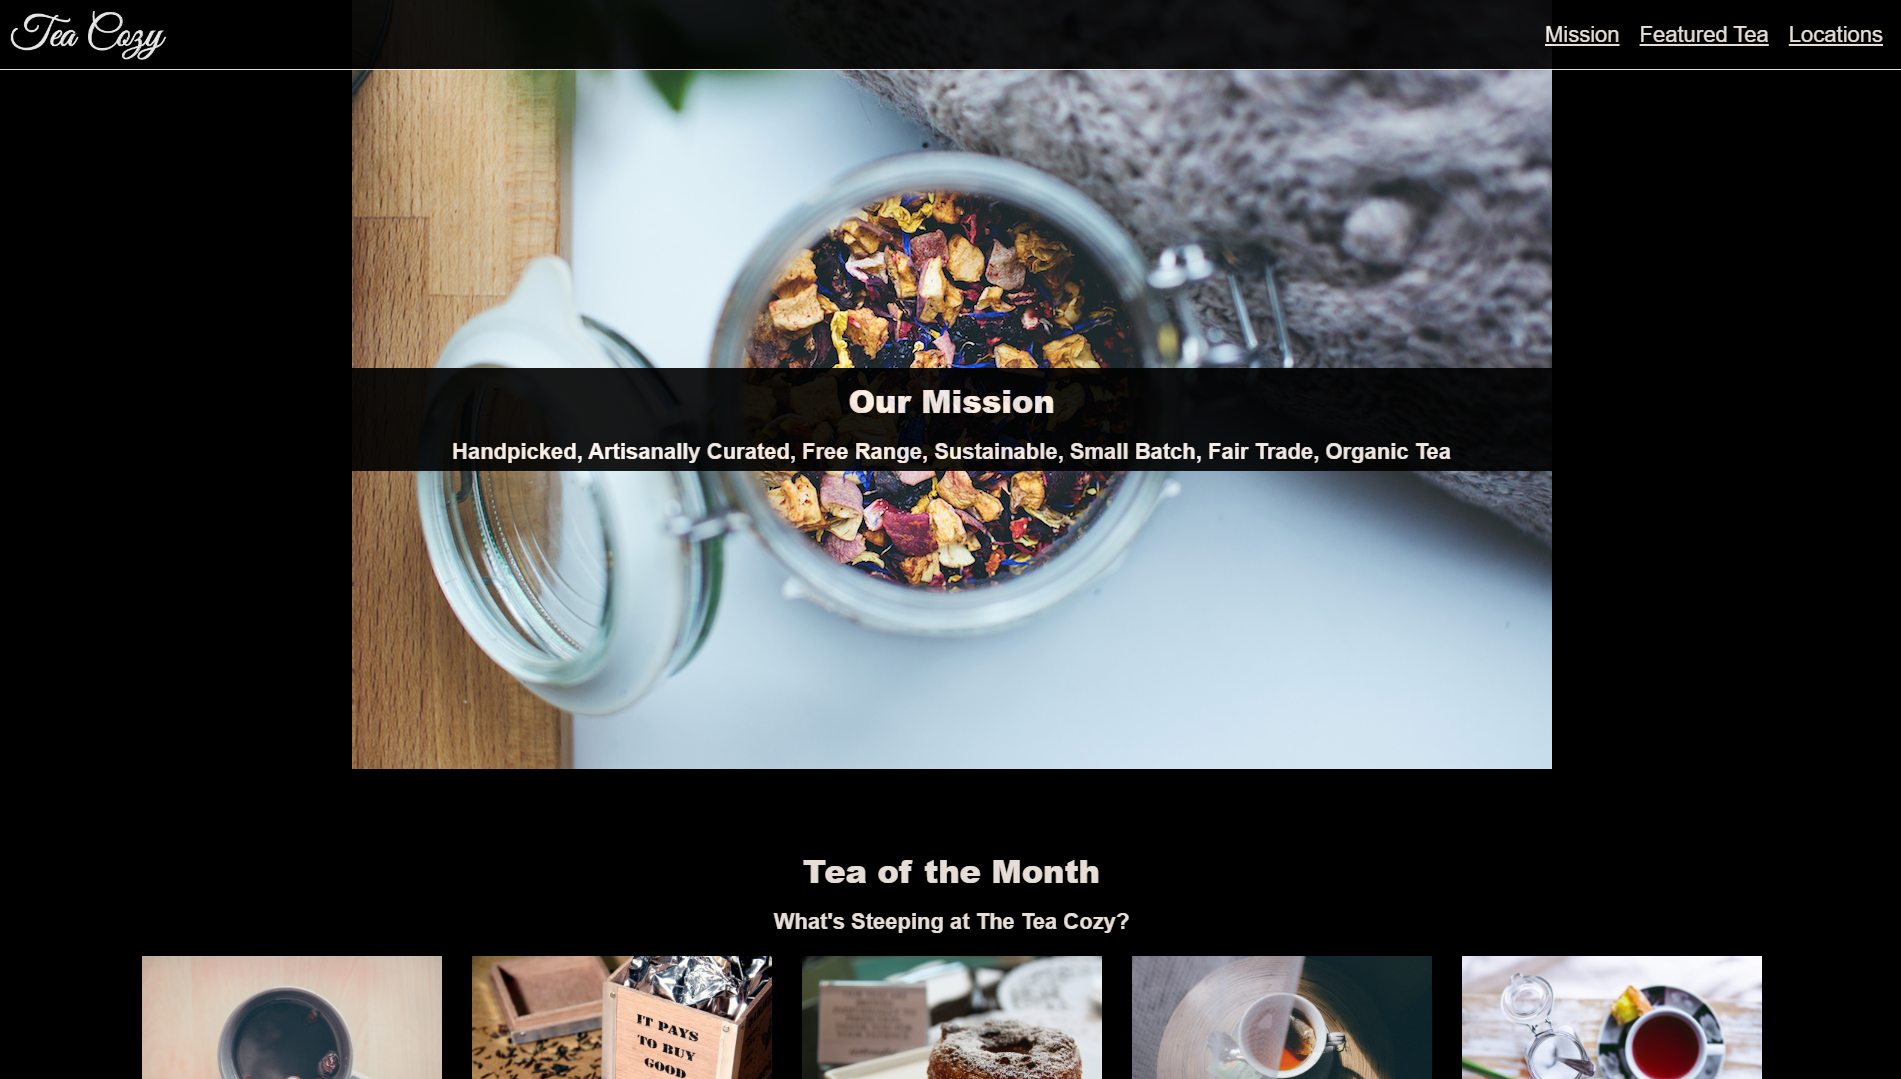 Tea Cozy
Mission Featured Tea Locations
Our Mission
Handpicked, Artisanally Curated, Free Range, Sustainable, Small Batch, Fair Trade, Organic Tea
Tea of the Month
What's Steeping at The Tea Cozy?
IT PAYS
TO BUY
GOOD